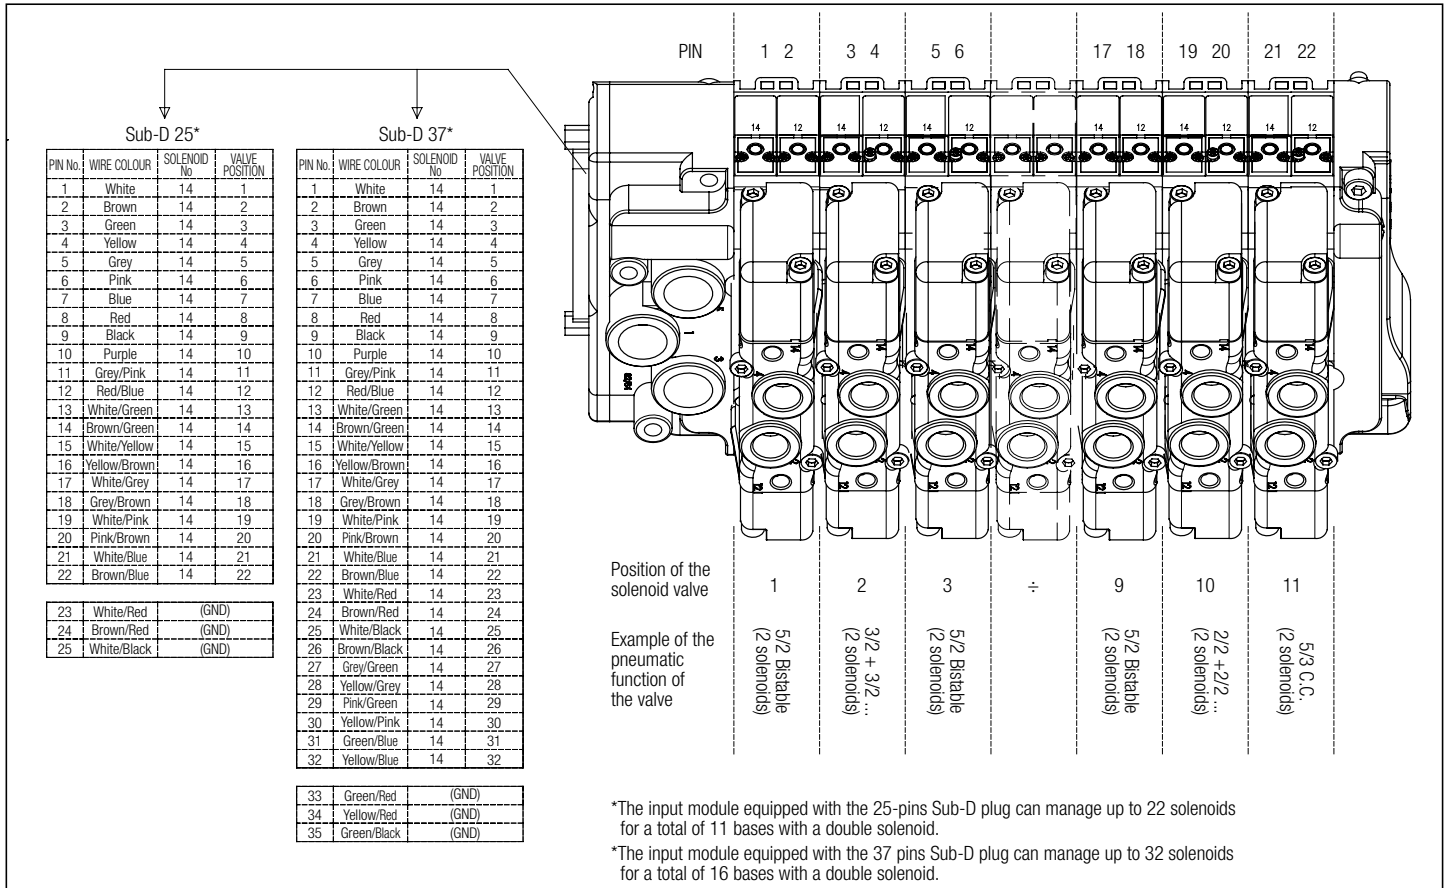 PIN 1 2 3 4 5 6 17 18 19 20 21 22
14 12 14 12 14 12 14 12 14 12 14 12
Sub-D 25*
PIN No. WIRE COLOUR SOLENOID No VALVE POSITION
1 White 14 1
2 Brown 14 2
3 Green 14 3
4 Yellow 14 4
5 Grey 14 5
6 Pink 14 6
7 Blue 14 7
8 Red 14 8
9 Black 14 9
10 Purple 14 10
11 Grey/Pink 14 11
12 Red/Blue 14 12
13 White/Green 14 13
14 Brown/Green 14 14
15 White/Yellow 14 15
16 Yellow/Brown 14 16
17 White/Grey 14 17
18 Grey/Brown 14 18
19 White/Pink 14 19
20 Pink/Brown 14 20
21 White/Blue 14 21
22 Brown/Blue 14 22
23 White/Red (GND)
24 Brown/Red (GND)
25 White/Black (GND)
Sub-D 37*
PIN No. WIRE COLOUR SOLENOID No VALVE POSITION
1 White 14 1
2 Brown 14 2
3 Green 14 3
4 Yellow 14 4
5 Grey 14 5
6 Pink 14 6
7 Blue 14 7
8 Red 14 8
9 Black 14 9
10 Purple 14 10
11 Grey/Pink 14 11
12 Red/Blue 14 12
13 White/Green 14 13
14 Brown/Green 14 14
15 White/Yellow 14 15
16 Yellow/Brown 14 16
17 White/Grey 14 17
18 Grey/Brown 14 18
19 White/Pink 14 19
20 Pink/Brown 14 20
21 White/Blue 14 21
22 Brown/Blue 14 22
23 White/Red 14 23
24 Brown/Red 14 24
25 White/Black 14 25
26 Brown/Black 14 26
27 Grey/Green 14 27
28 Yellow/Grey 14 28
29 Pink/Green 14 29
30 Yellow/Pink 14 30
31 Green/Blue 14 31
32 Yellow/Blue 14 32
33 Green/Red (GND)
34 Yellow/Red (GND)
35 Green/Black (GND)
1
3
14 14 14 14 14 14 14
12 12 12 12 12 12
Position of the
solenoid valve
1 2 3 ÷ 9 10 11
Example of the
pneumatic
function of
the valve
5/2 Bistable
(2 solenoids)
3/2 + 3/2 ...
(2 solenoids)
5/2 Bistable
(2 solenoids)
5/2 Bistable
(2 solenoids)
2/2 +2/2 ...
(2 solenoids)
5/3 C.C.
(2 solenoids)
*The input module equipped with the 25-pins Sub-D plug can manage up to 22 solenoids
for a total of 11 bases with a double solenoid.
*The input module equipped with the 37 pins Sub-D plug can manage up to 32 solenoids
for a total of 16 bases with a double solenoid.